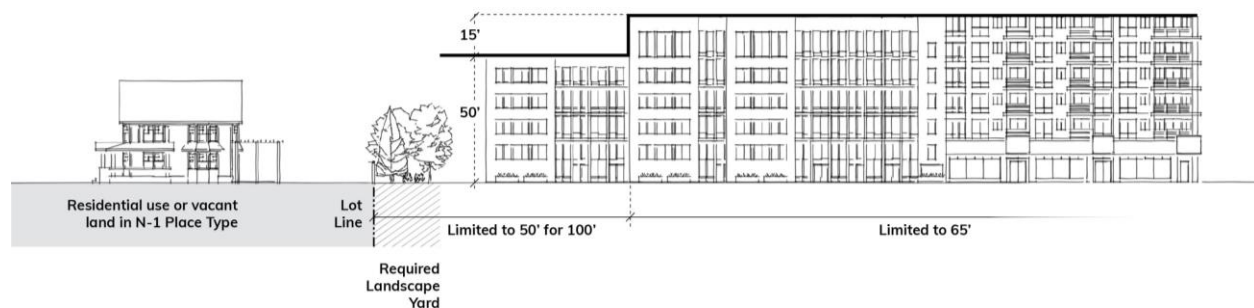 15’
50’
Residential use or vacant
land in N-1 Place Type
Lot
Line
Limited to 50’ for 100’
Limited to 65’
Required
Landscape
Yard